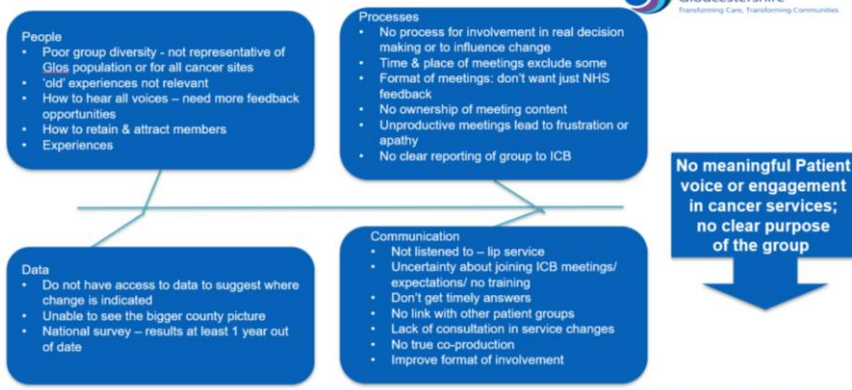 Gloucestershire
Transforming Care, Transforming Communities
People
• Poor group diversity - not representative of
Glos population or for all cancer sites
• 'old' experiences not relevant
• How to hear all voices – need more feedback
opportunities
• How to retain & attract members
• Experiences
Processes
• No process for involvement in real decision
making or to influence change
• Time & place of meetings exclude some
• Format of meetings: don't want just NHS
feedback
• No ownership of meeting content
• Unproductive meetings lead to frustration or
apathy
• No clear reporting of group to ICB
No meaningful Patient
voice or engagement
in cancer services;
no clear purpose
of the group
Data
• Do not have access to data to suggest where
change is indicated
• Unable to see the bigger county picture
• National survey – results at least 1 year out
of date
Communication
• Not listened to – lip service
• Uncertainty about joining ICB meetings/
expectations/ no training
• Don't get timely answers
• No link with other patient groups
• Lack of consultation in service changes
• No true co-production
• Improve format of involvement